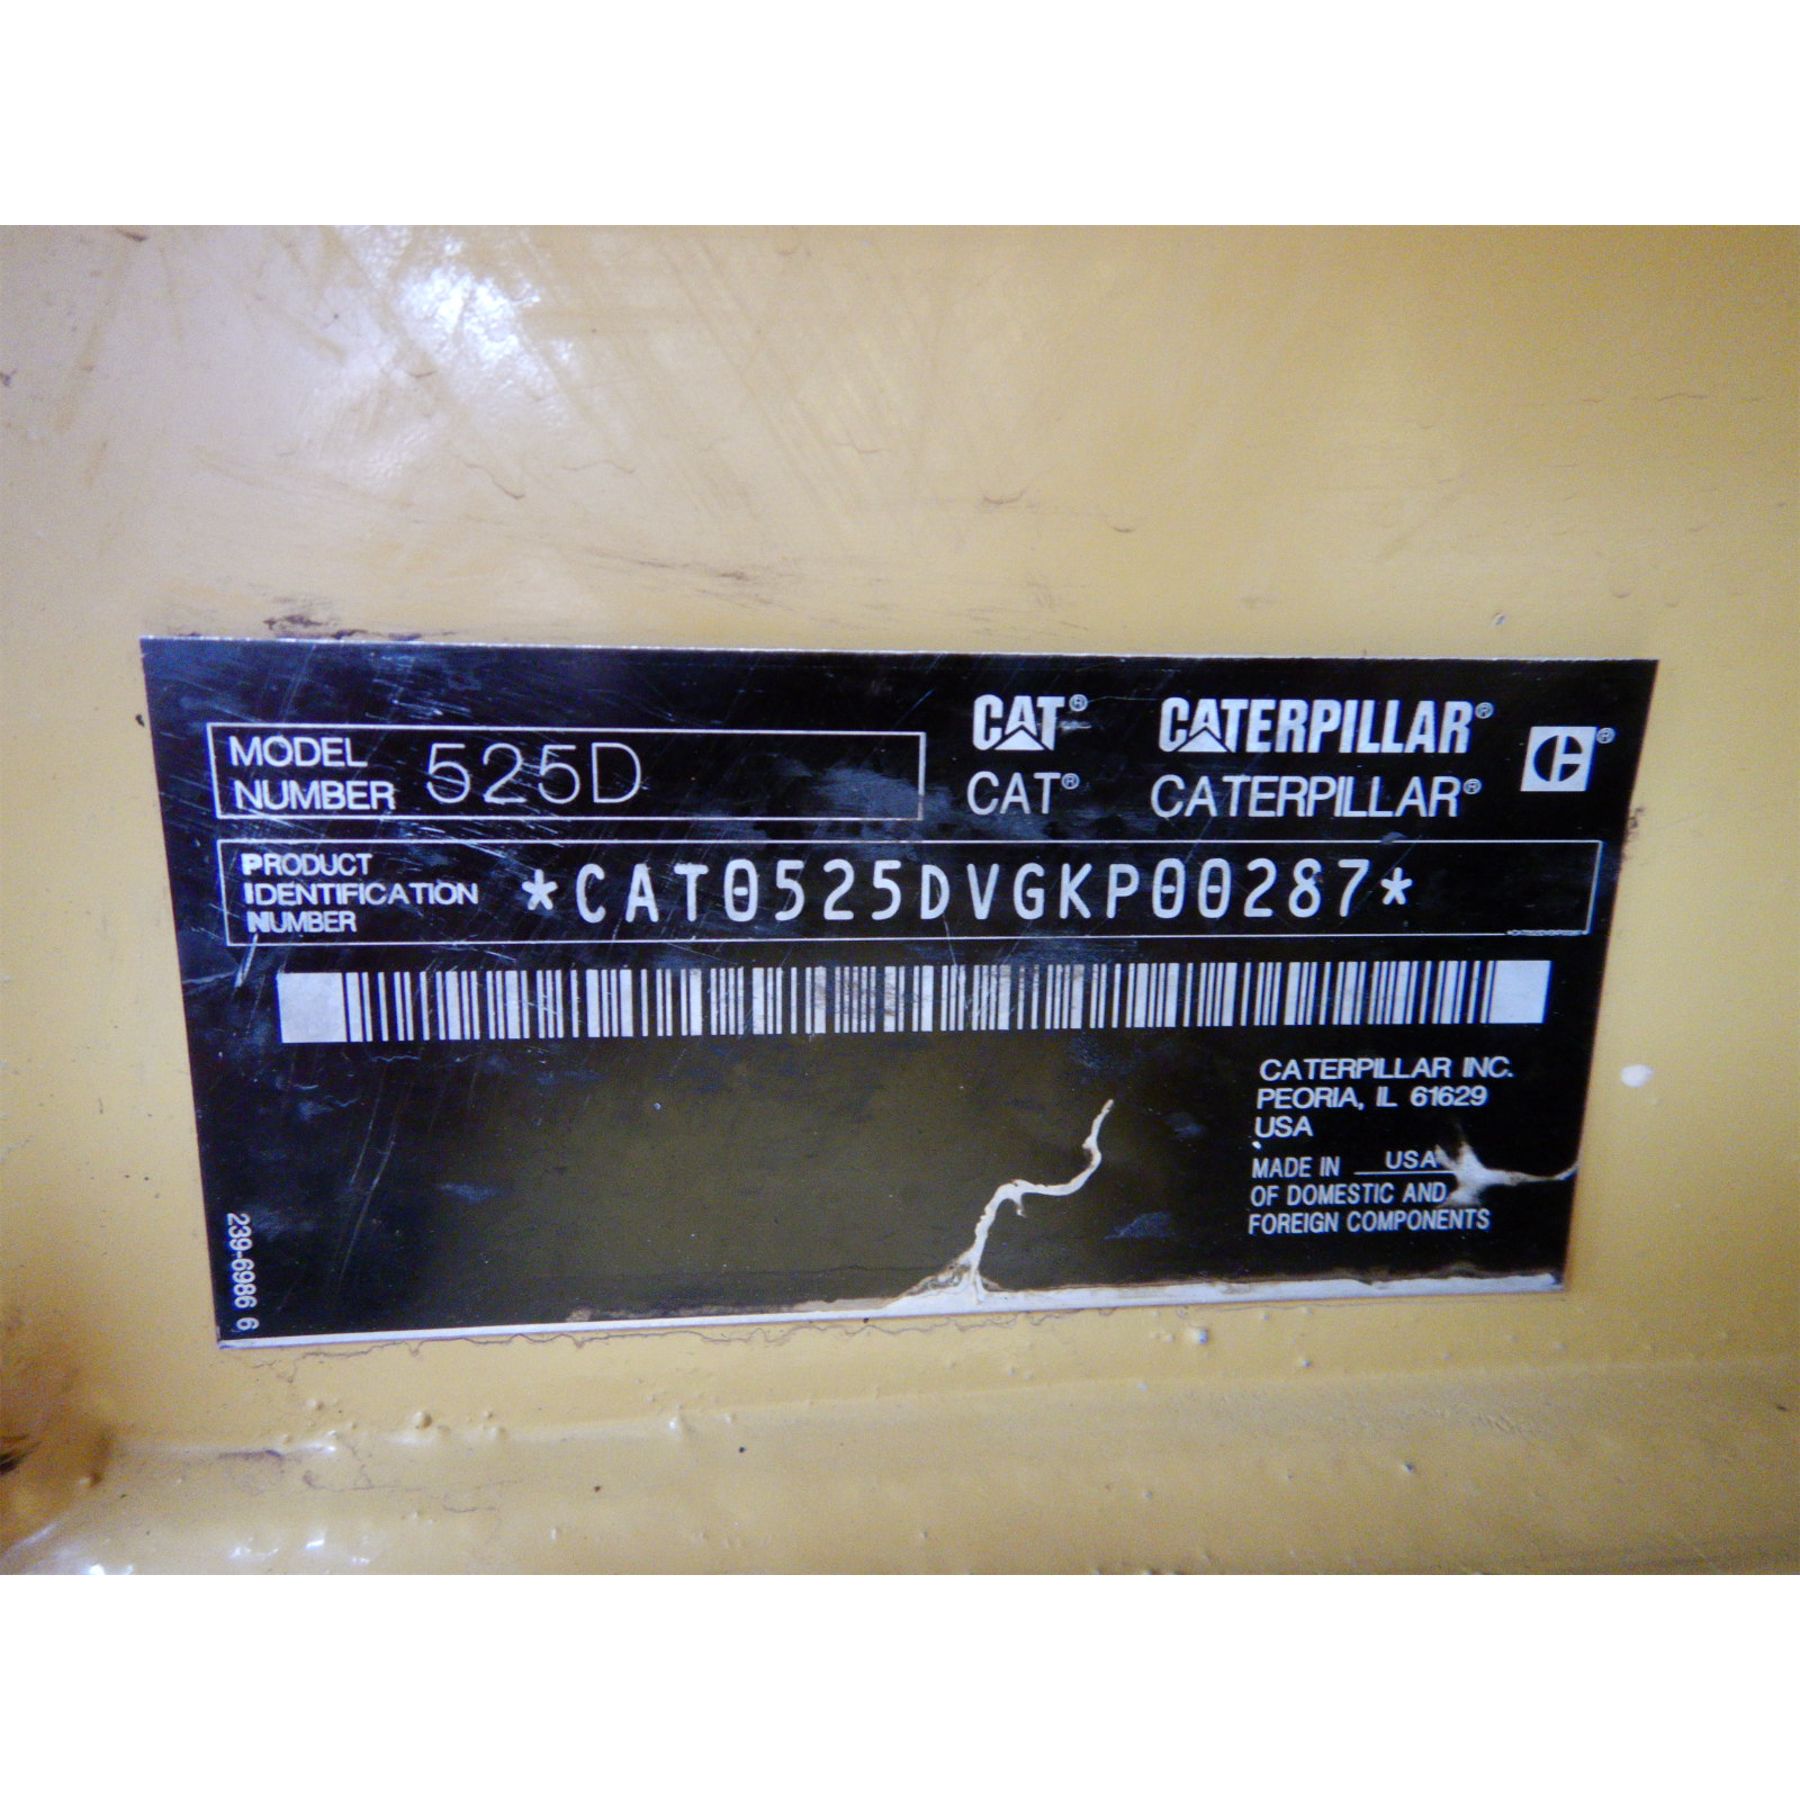 MODEL
NUMBER 525D
CAT® CATERPILLAR®
CAT® CATERPILLAR®
PRODUCT
IDENTIFICATION
NUMBER
*CAT0525DVGKP00287*
CATERPILLAR INC.
PEORIA, IL 61629
USA
MADE IN USA
OF DOMESTIC AND
FOREIGN COMPONENTS
239-6986 6